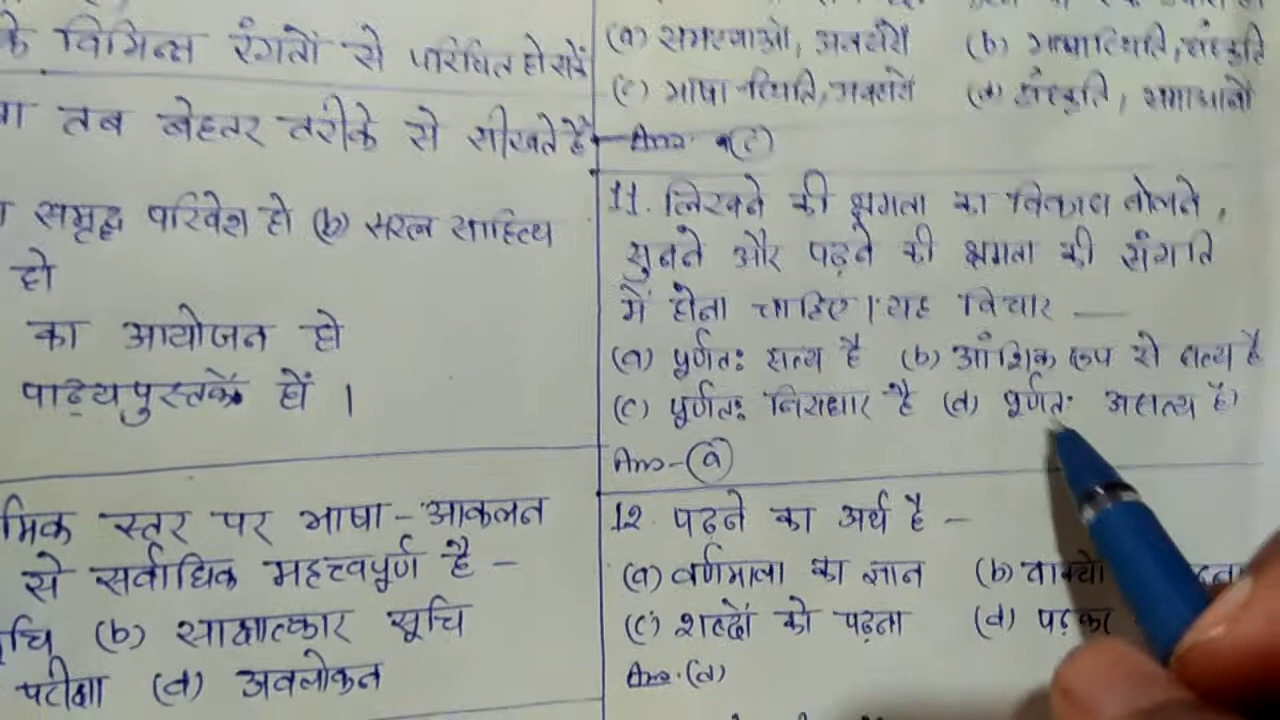 के विभिन्न रंगतों से परिचित हो सकें
तब बेहतर तरीके से सीखते हैं
समृद्ध परिवेश हो (b) सरल साहित्य
हो
का आयोजन हो
पाठ्यपुस्तकें हों ।
मिक स्तर पर भाषा - आकलन
से सर्वाधिक महत्त्वपूर्ण है -
(b) साक्षात्कार सूचि
परीक्षा (d) अवलोकन
(a) समस्याओं, अवसरों (b) भाषा स्थिति, संस्कृति
(c) भाषा स्थिति, अवसरों (d) संस्कृति,
Ans. (c)
11. लिखने की क्षमता का विकास बोलने,
सुनने और पढ़ने की क्षमता की संगति
में होना चाहिए। यह विचार —
(a) पूर्णतः सत्य है (b) आंशिक रूप से सत्य है
(c) पूर्णतः निराधार है (d) पूर्णतः असत्य है
Ans - (a)
12. पढ़ने का अर्थ है -
(a) वर्णमाला का ज्ञान (b)
(c) शब्दों को पढ़ना (d) पढ़कर
Ans. (d)